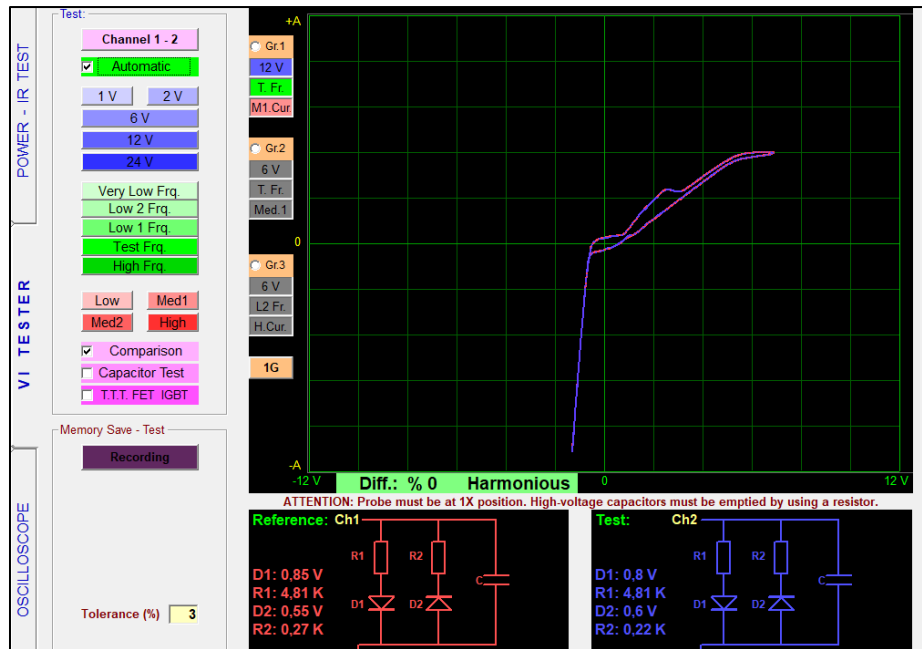 POWER - IR TEST
VI TESTER
OSCILLOSCOPE
Test:
Channel 1 - 2
Automatic
1 V
2 V
6 V
12 V
24 V
Very Low Frq.
Low 2 Frq.
Low 1 Frq.
Test Frq.
High Frq.
Low
Med1
Med2
High
Comparison
Capacitor Test
T.T.T. FET IGBT
Memory Save - Test
Recording
Tolerance (%) 3
+A
Gr.1
12 V
T. Fr.
M1.Cur.
Gr.2
6 V
T. Fr.
Med.1
0
Gr.3
6 V
L2 Fr.
H.Cur.
1G
-A
-12 V
Diff.: % 0 Harmonious
0
12 V
ATTENTION: Probe must be at 1X position. High-voltage capacitors must be emptied by using a resistor.
Reference: Ch1
R1
R2
C
D1: 0,85 V
R1: 4,81 K
D2: 0,55 V
R2: 0,27 K
D1
D2
Test: Ch2
R1
R2
C
D1: 0,8 V
R1: 4,81 K
D2: 0,6 V
R2: 0,22 K
D1
D2